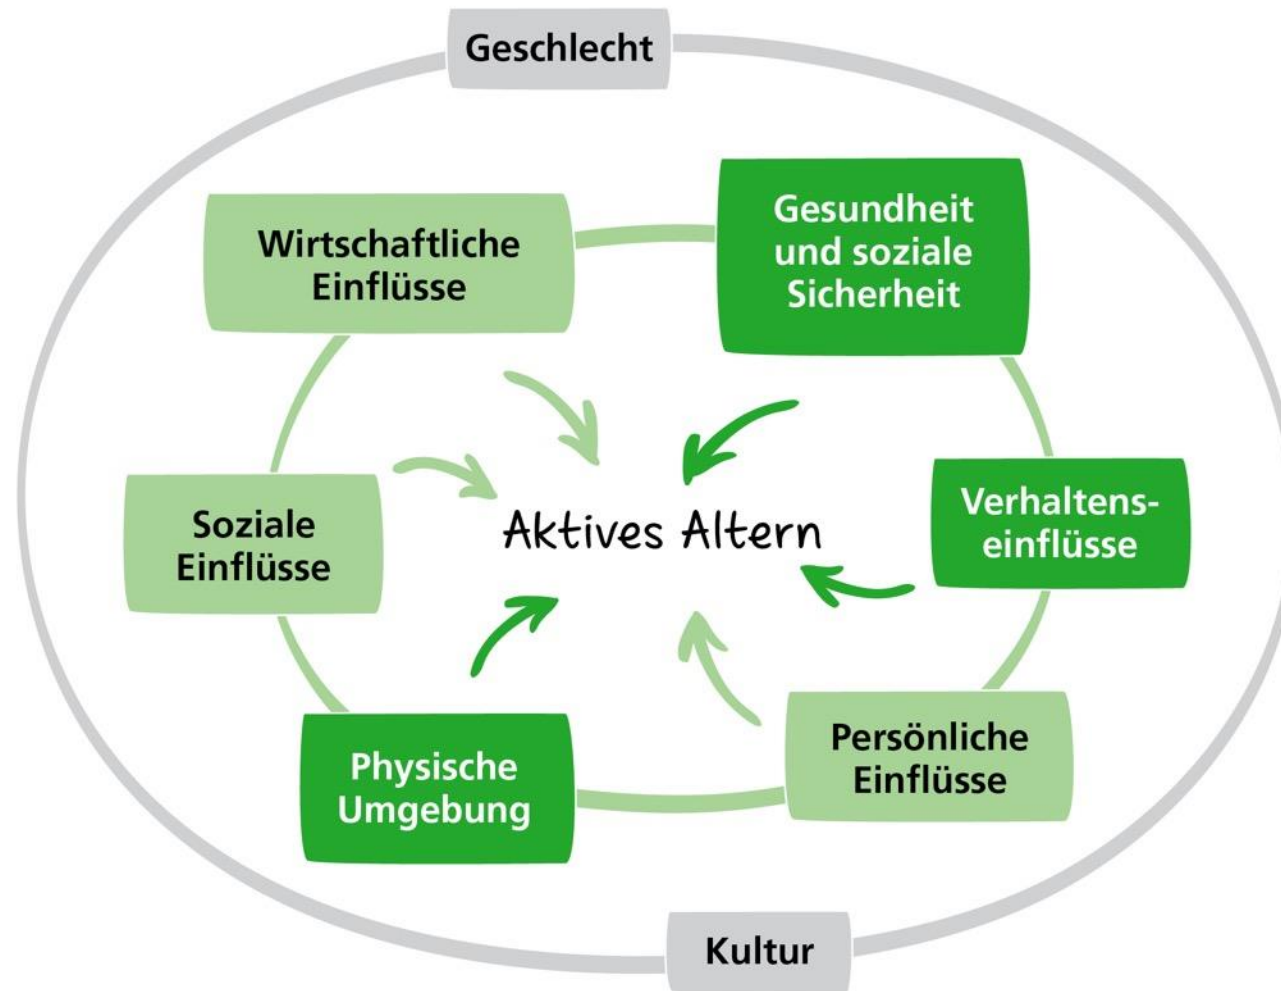 Geschlecht
Wirtschaftliche
Einflüsse
Gesundheit
und soziale
Sicherheit
Soziale
Einflüsse
Aktives Altern
Verhaltens-
einflüsse
Physische
Umgebung
Persönliche
Einflüsse
Kultur